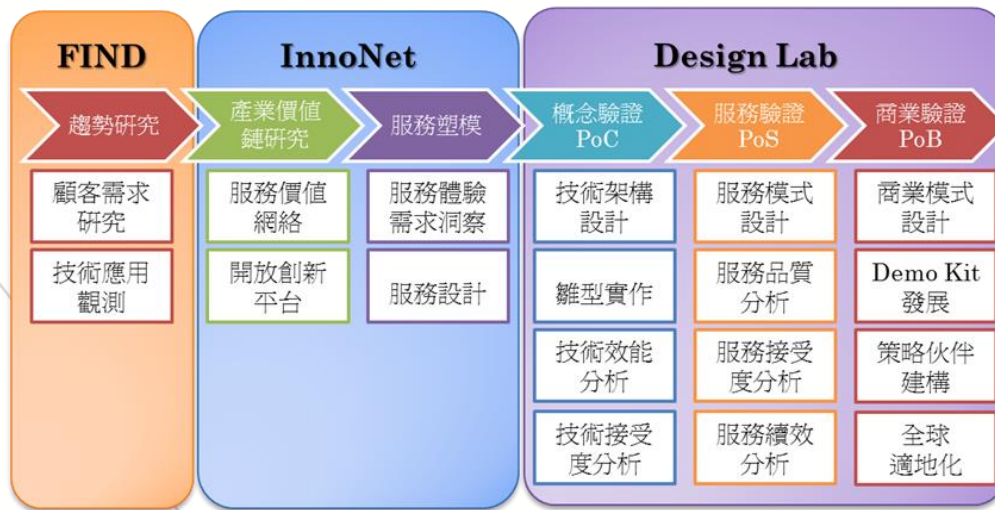 FIND
趨勢研究
顧客需求
研究
技術應用
觀測
InnoNet
產業價值
鏈研究
服務價值
網絡
開放創新
平台
服務塑模
服務體驗
需求洞察
服務設計
Design Lab
概念驗證
PoC
技術架構
設計
雛型實作
技術效能
分析
技術接受
度分析
服務驗證
PoS
服務模式
設計
服務品質
分析
服務接受
度分析
服務績效
分析
商業驗證
PoB
商業模式
設計
Demo Kit
發展
策略伙伴
建構
全球
適地化